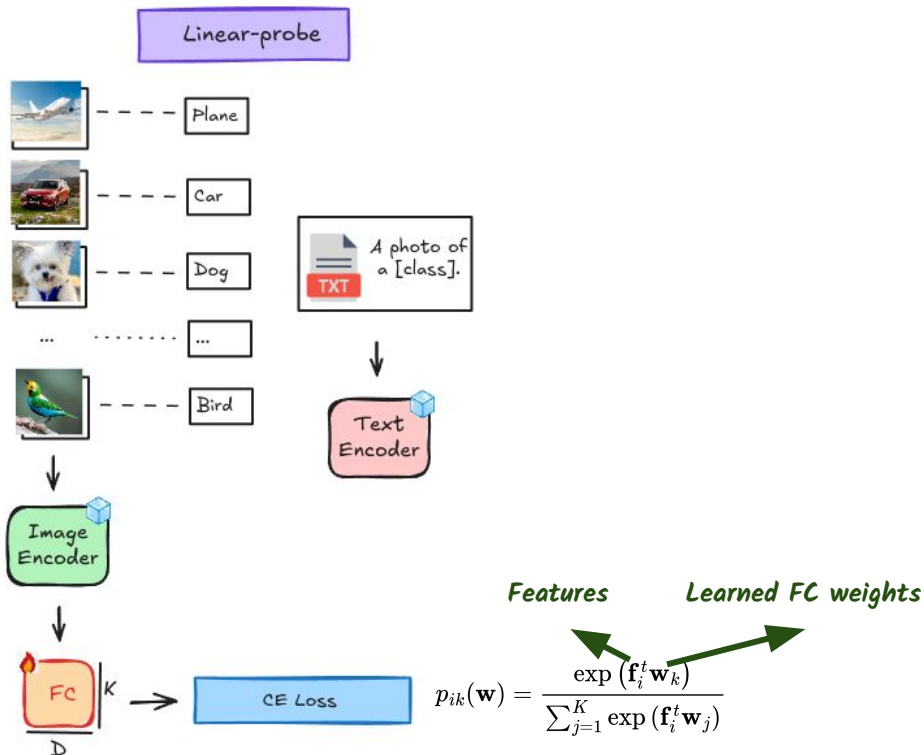 Linear-probe
Plane
Car
Dog
...
...
Bird
A photo of
a [class].
TXT
Text
Encoder
Image
Encoder
FC
K
D
CE Loss
Features
Learned FC weights
p_{ik}(\mathbf{w}) = \frac{\exp(\mathbf{f}_i^t \mathbf{w}_k)}{\sum_{j=1}^{K} \exp(\mathbf{f}_i^t \mathbf{w}_j)}